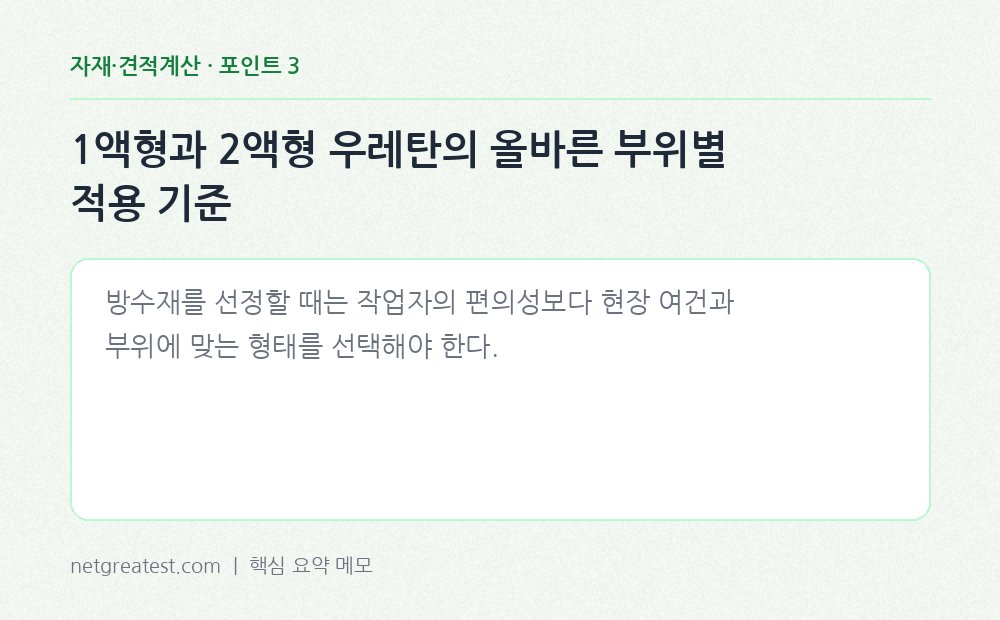 자재·견적계산 · 포인트 3
1액형과 2액형 우레탄의 올바른 부위별
적용 기준
방수재를 선정할 때는 작업자의 편의성보다 현장 여건과
부위에 맞는 형태를 선택해야 한다.
netgreatest.com | 핵심 요약 메모